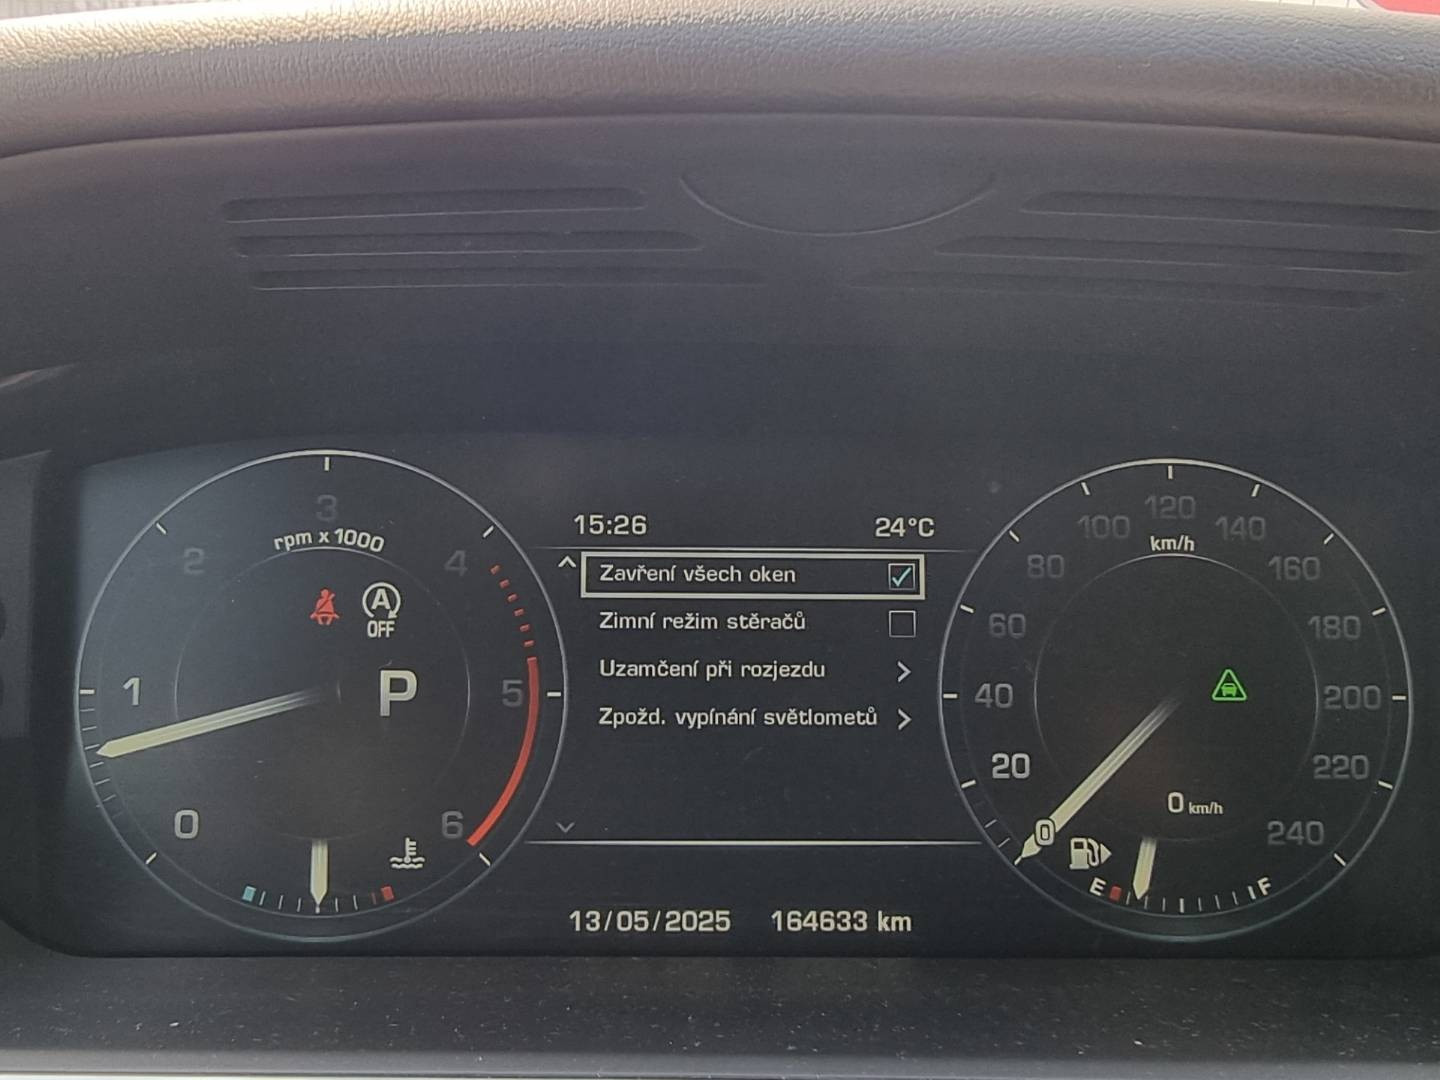 15:26 24°C
Zavření všech oken
Zimní režim stěračů
Uzamčení při rozjezdu
Zpožd. vypínání světlometů
13/05/2025 164633 km
rpm x 1000
0
1
2
3
4
5
6
A
OFF
P
km/h
0
20
40
60
80
100
120
140
160
180
200
220
240
0 km/h
E F